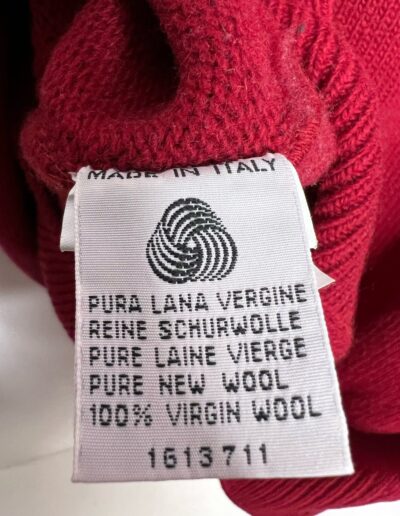 MADE IN ITALY
PURA LANA VERGINE
REINE SCHURWOLLE
PURE LAINE VIERGE
PURE NEW WOOL
100% VIRGIN WOOL
1613711